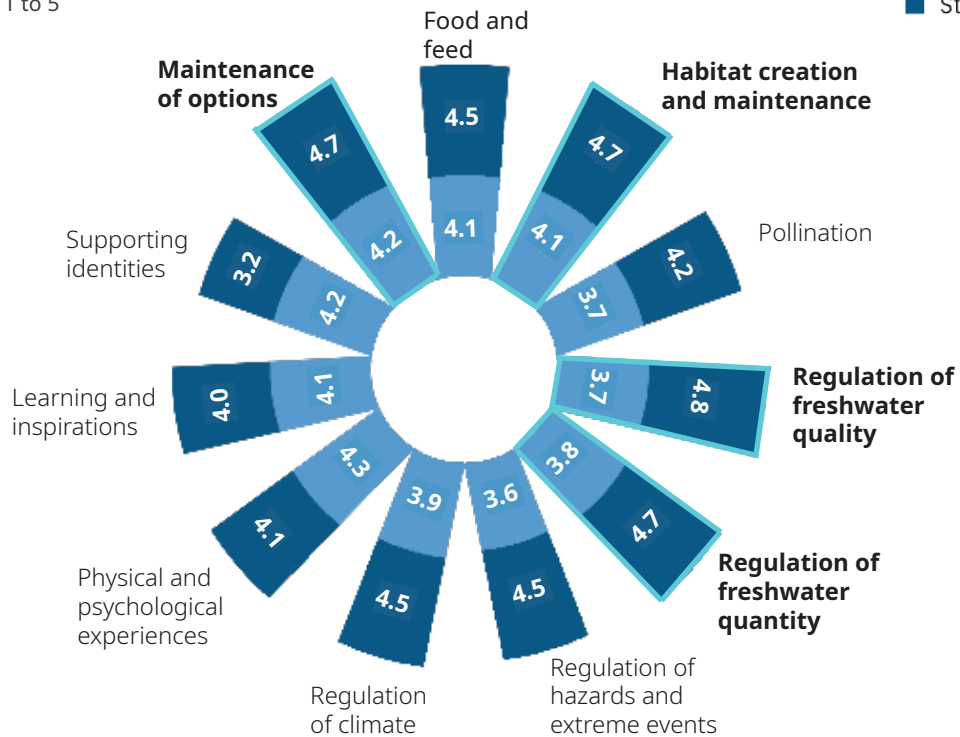 1 to 5
St
Food and
feed
4.5
4.1
Habitat creation
and maintenance
4.7
4.1
Pollination
4.2
3.7
Regulation of
freshwater
quality
3.7
4.8
Regulation of
freshwater
quantity
3.8
4.7
Regulation of
hazards and
extreme events
3.6
4.5
Regulation
of climate
3.9
4.5
Physical and
psychological
experiences
4.3
4.1
Learning and
inspirations
4.0
4.1
Supporting
identities
3.2
4.2
Maintenance
of options
4.7
4.2